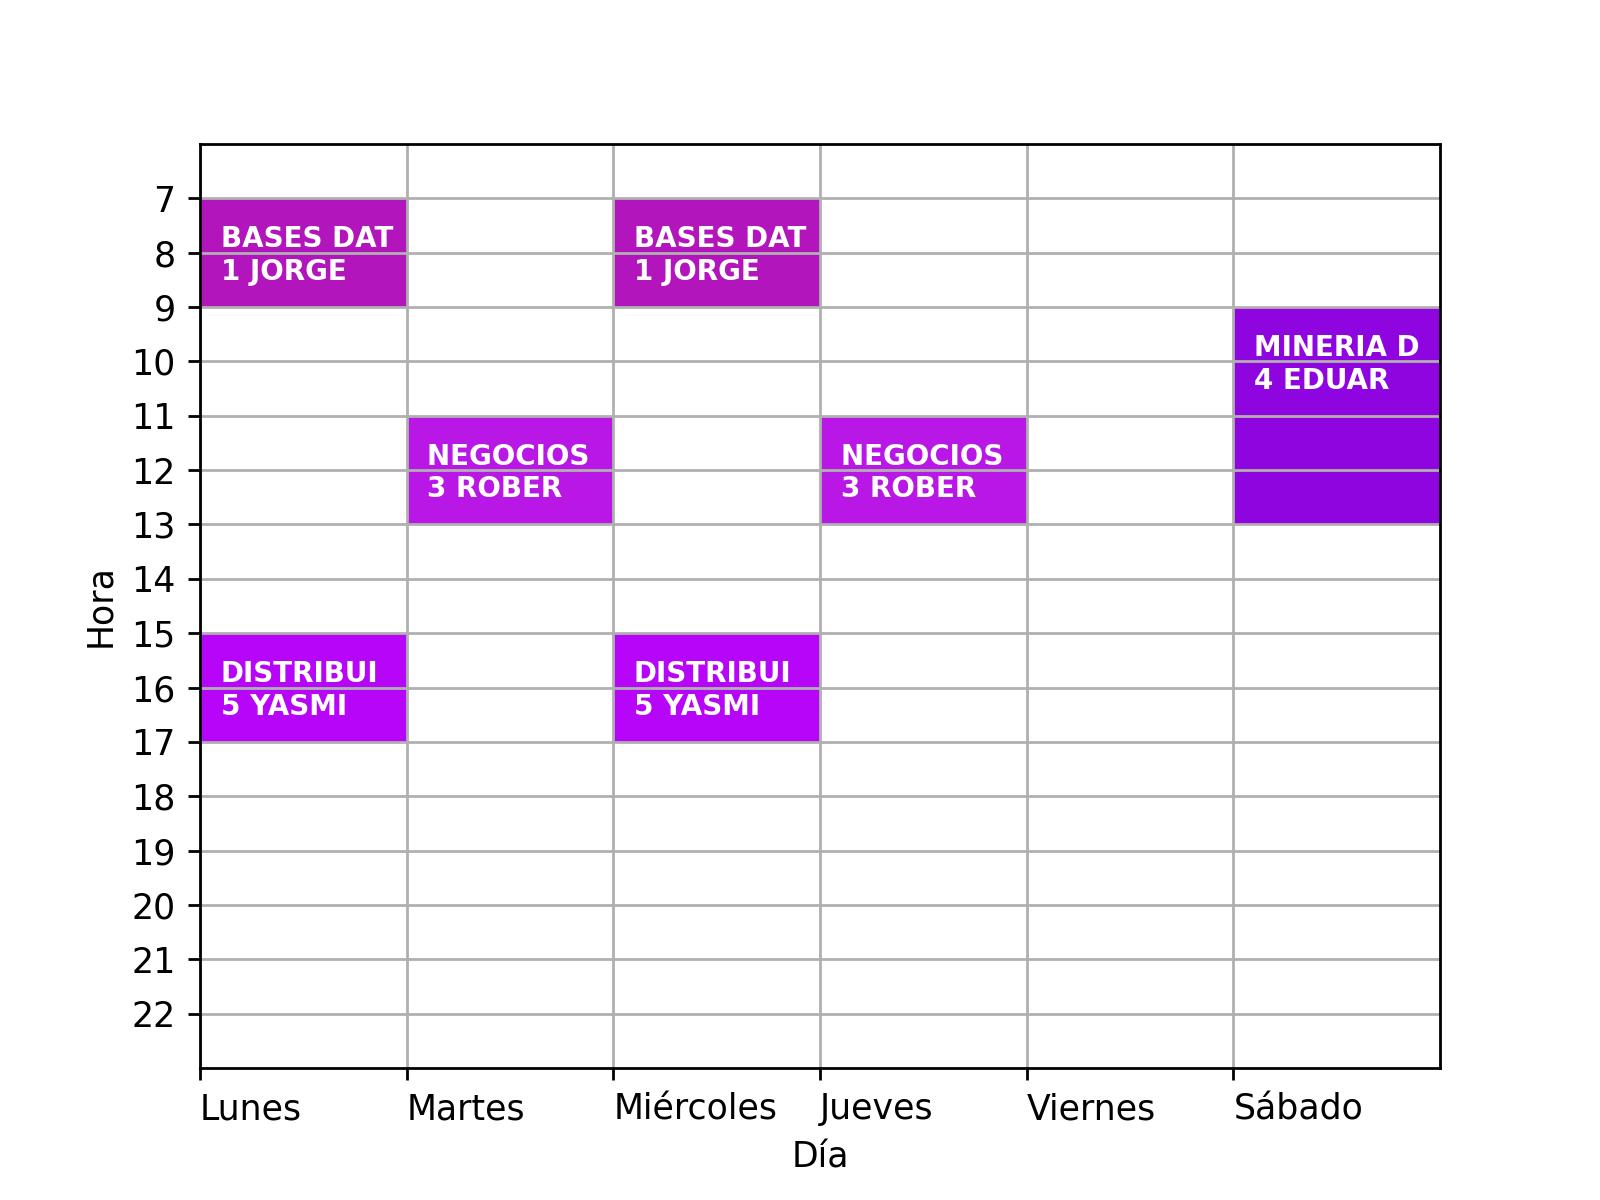 7
8
9
10
11
12
13
14
15
16
17
18
19
20
21
22
Hora
BASES DAT
1 JORGE
BASES DAT
1 JORGE
MINERIA D
4 EDUAR
NEGOCIOS
3 ROBER
NEGOCIOS
3 ROBER
DISTRIBUI
5 YASMI
DISTRIBUI
5 YASMI
Lunes Martes Miércoles Jueves Viernes Sábado
Día